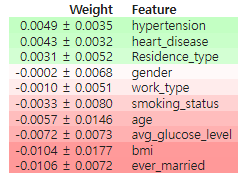 Weight Feature
0.0049 ± 0.0035 hypertension
0.0043 ± 0.0032 heart_disease
0.0031 ± 0.0052 Residence_type
-0.0002 ± 0.0068 gender
-0.0010 ± 0.0051 work_type
-0.0033 ± 0.0080 smoking_status
-0.0057 ± 0.0146 age
-0.0072 ± 0.0073 avg_glucose_level
-0.0104 ± 0.0177 bmi
-0.0106 ± 0.0072 ever_married